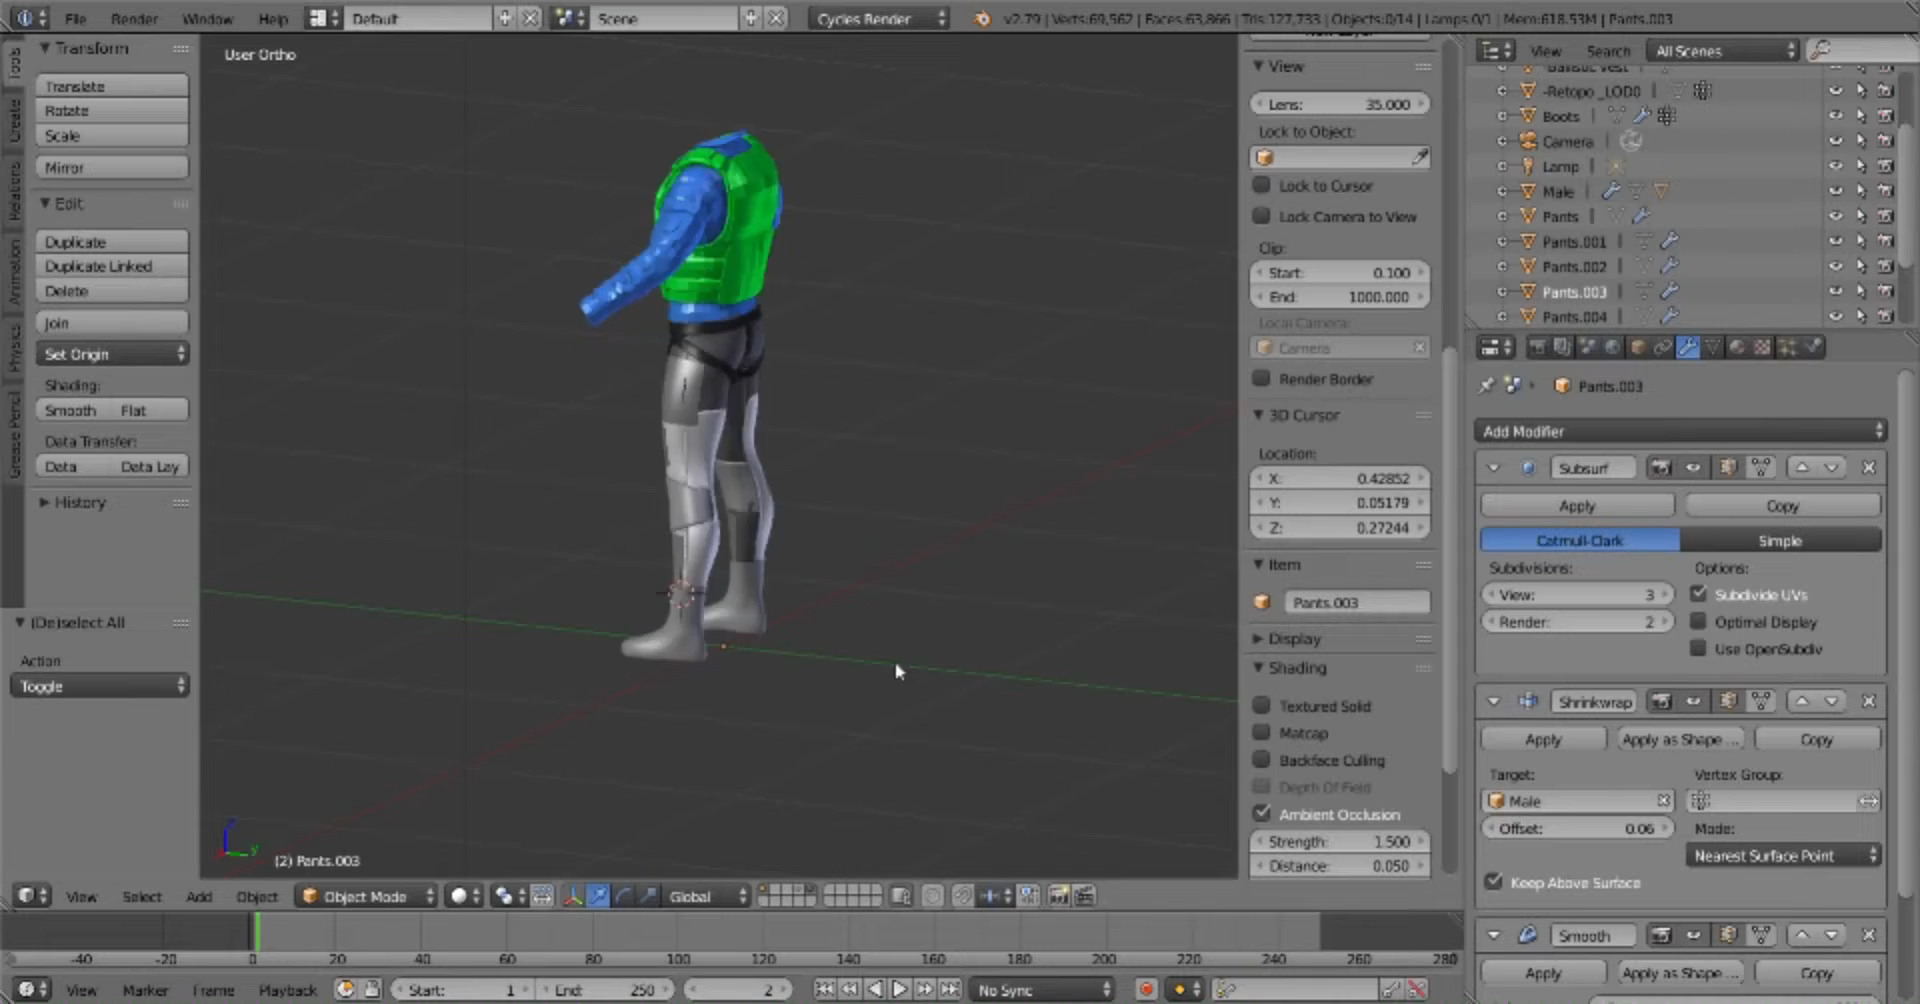 File Render Window Help Default Scene Cycles Render v2.79 | Verts:69,562 | Faces:63,866 | Tris:127,733 | Objects:0/14 | Lamps:0/1 | Mem:618.53M | Pants.003
Tools
Create
Relations
Animation
Physics
Grease Pencil
Transform
Translate
Rotate
Scale
Mirror
Edit
Duplicate
Duplicate Linked
Delete
Join
Set Origin
Shading:
Smooth Flat
Data Transfer:
Data Data Lay
History
(De)select All
Action
Toggle
User Ortho
z
y
(2) Pants.003
View
Lens: 35.000
Lock to Object:
Lock to Cursor
Lock Camera to View
Clip:
Start: 0.100
End: 1000.000
Local Camera:
Camera
Render Border
3D Cursor
Location:
X: 0.42852
Y: 0.05179
Z: 0.27244
Item
Pants.003
Display
Shading
Textured Solid
Matcap
Backface Culling
Depth Of Field
Ambient Occlusion
Strength: 1.500
Distance: 0.050
View Search All Scenes
Ballistic Vest
-Retopo _LOD0
Boots
Camera
Lamp
Male
Pants
Pants.001
Pants.002
Pants.003
Pants.004
Pants.003
Add Modifier
Subsurf
Apply Copy
Catmull-Clark Simple
Subdivisions: Options:
View: 3 Subdivide UVs
Render: 2 Optimal Display
Use OpenSubdiv
Shrinkwrap
Apply Apply as Shape ... Copy
Target: Vertex Group:
Male
Offset: 0.06 Mode:
Nearest Surface Point
Keep Above Surface
Smooth
Apply Apply as Shape ... Copy
View Select Add Object Object Mode Global
-40 -20 0 20 40 60 80 100 120 140 160 180 200 220 240 260 280
View Marker Frame Playback Start: 1 End: 250 2 No Sync